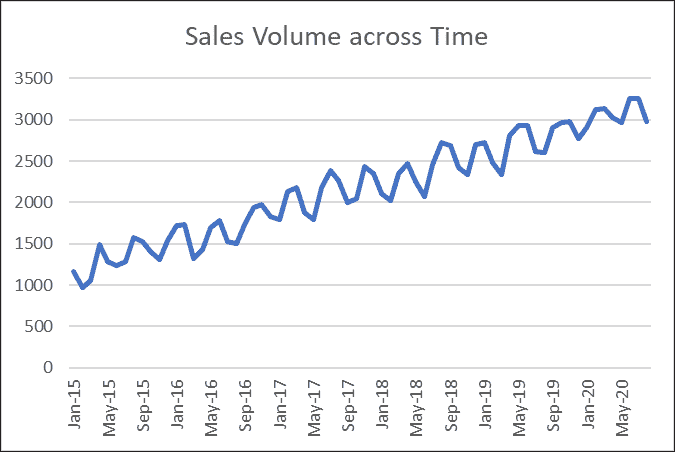 Sales Volume across Time
3500
3000
2500
2000
1500
1000
500
0
Jan-15
May-15
Sep-15
Jan-16
May-16
Sep-16
Jan-17
May-17
Sep-17
Jan-18
May-18
Sep-18
Jan-19
May-19
Sep-19
Jan-20
May-20